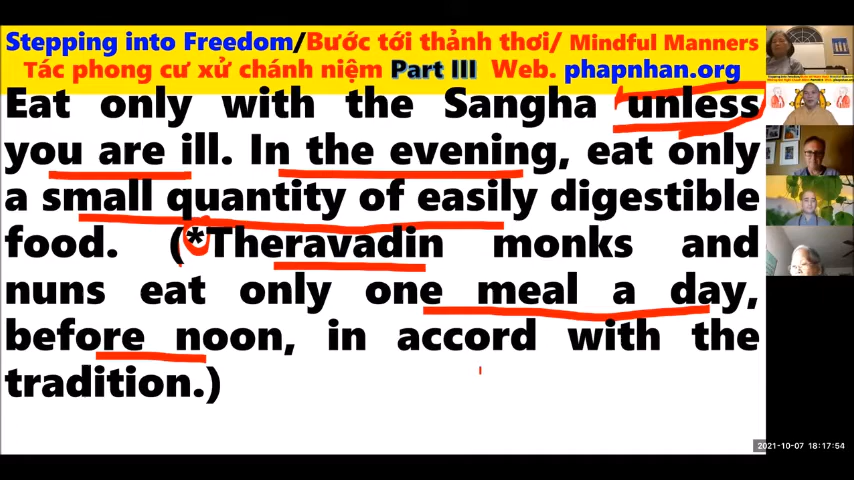 Stepping into Freedom/Bước tới thảnh thơi/ Mindful Manners
Tác phong cư xử chánh niệm Part III Web. phapnhan.org
Eat only with the Sangha unless
you are ill. In the evening, eat only
a small quantity of easily digestible
food. (*Theravadin monks and
nuns eat only one meal a day,
before noon, in accord with the
tradition.)
2021-10-07 18:17:54